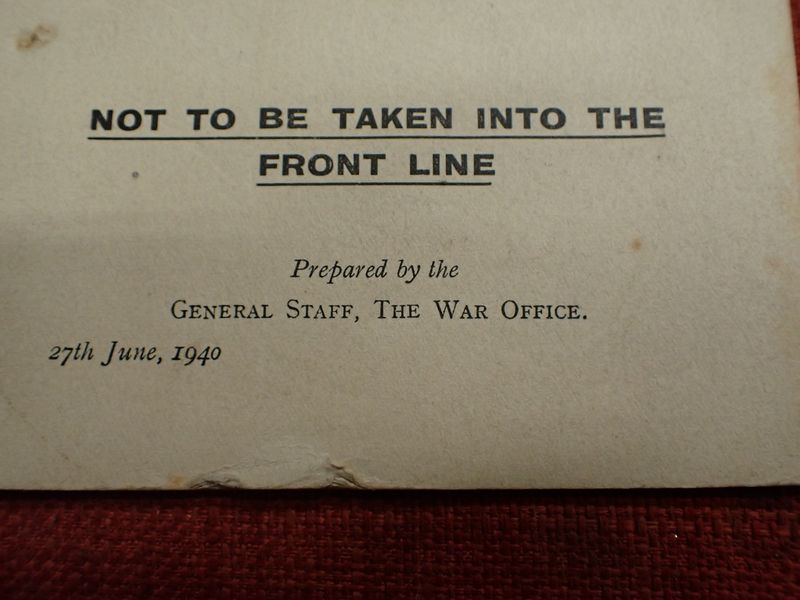 NOT TO BE TAKEN INTO THE
FRONT LINE
Prepared by the
GENERAL STAFF, THE WAR OFFICE.
27th June, 1940